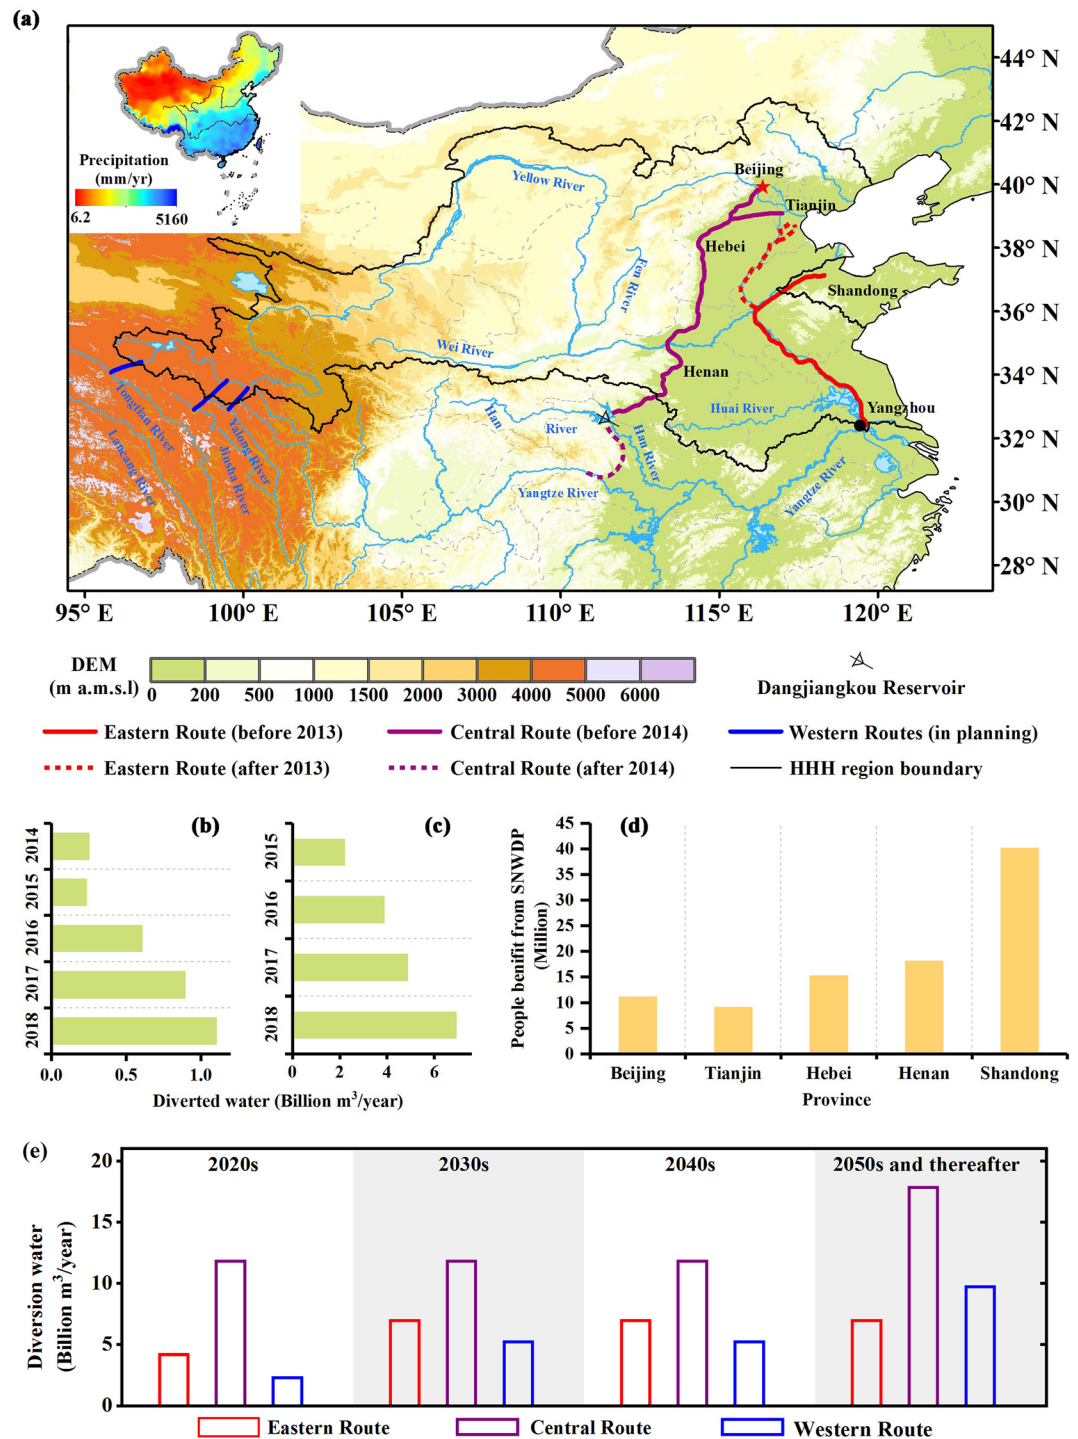 (a)
Precipitation
(mm/yr)
6.2 5160
44° N
42° N
40° N
38° N
36° N
34° N
32° N
30° N
28° N
Beijing
Tianjin
Hebei
Shandong
Henan
Yangzhou
Yellow River
Fen River
Wei River
Han
River
Han River
Huai River
Yangtze River
Yangtze River
Tongtian River
Lancang River
Yalong River
Jinsha River
95° E 100° E 105° E 110° E 115° E 120° E
DEM
(m a.m.s.l)
0 200 500 1000 1500 2000 3000 4000 5000 6000
Dangjiangkou Reservoir
Eastern Route (before 2013)
Central Route (before 2014)
Western Routes (in planning)
Eastern Route (after 2013)
Central Route (after 2014)
HHH region boundary
(b)
2014
2015
2016
2017
2018
0.0 1.0
(c)
2015
2016
2017
2018
0 2 4 6
Diverted water (Billion m³/year)
(d)
People benifit from SNWDP
(Million)
45
40
35
30
25
20
15
10
5
0
Beijing Tianjin Hebei Henan Shandong
Province
(e)
Diversion water
(Billion m³/year)
20
15
10
5
0
2020s 2030s 2040s 2050s and thereafter
Eastern Route Central Route Western Route